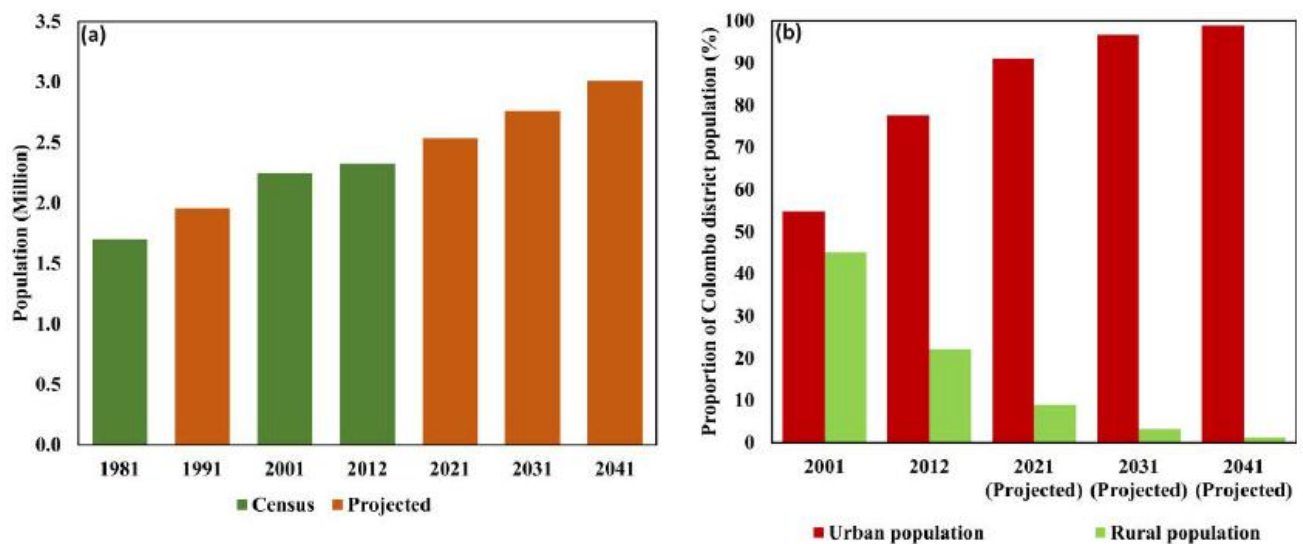 (a)
Population (Million)
3.5
3.0
2.5
2.0
1.5
1.0
0.5
0.0
1981 1991 2001 2012 2021 2031 2041
Census Projected
(b)
Proportion of Colombo district population (%)
100
90
80
70
60
50
40
30
20
10
0
2001 2012 2021 2031 2041
(Projected) (Projected) (Projected)
Urban population Rural population